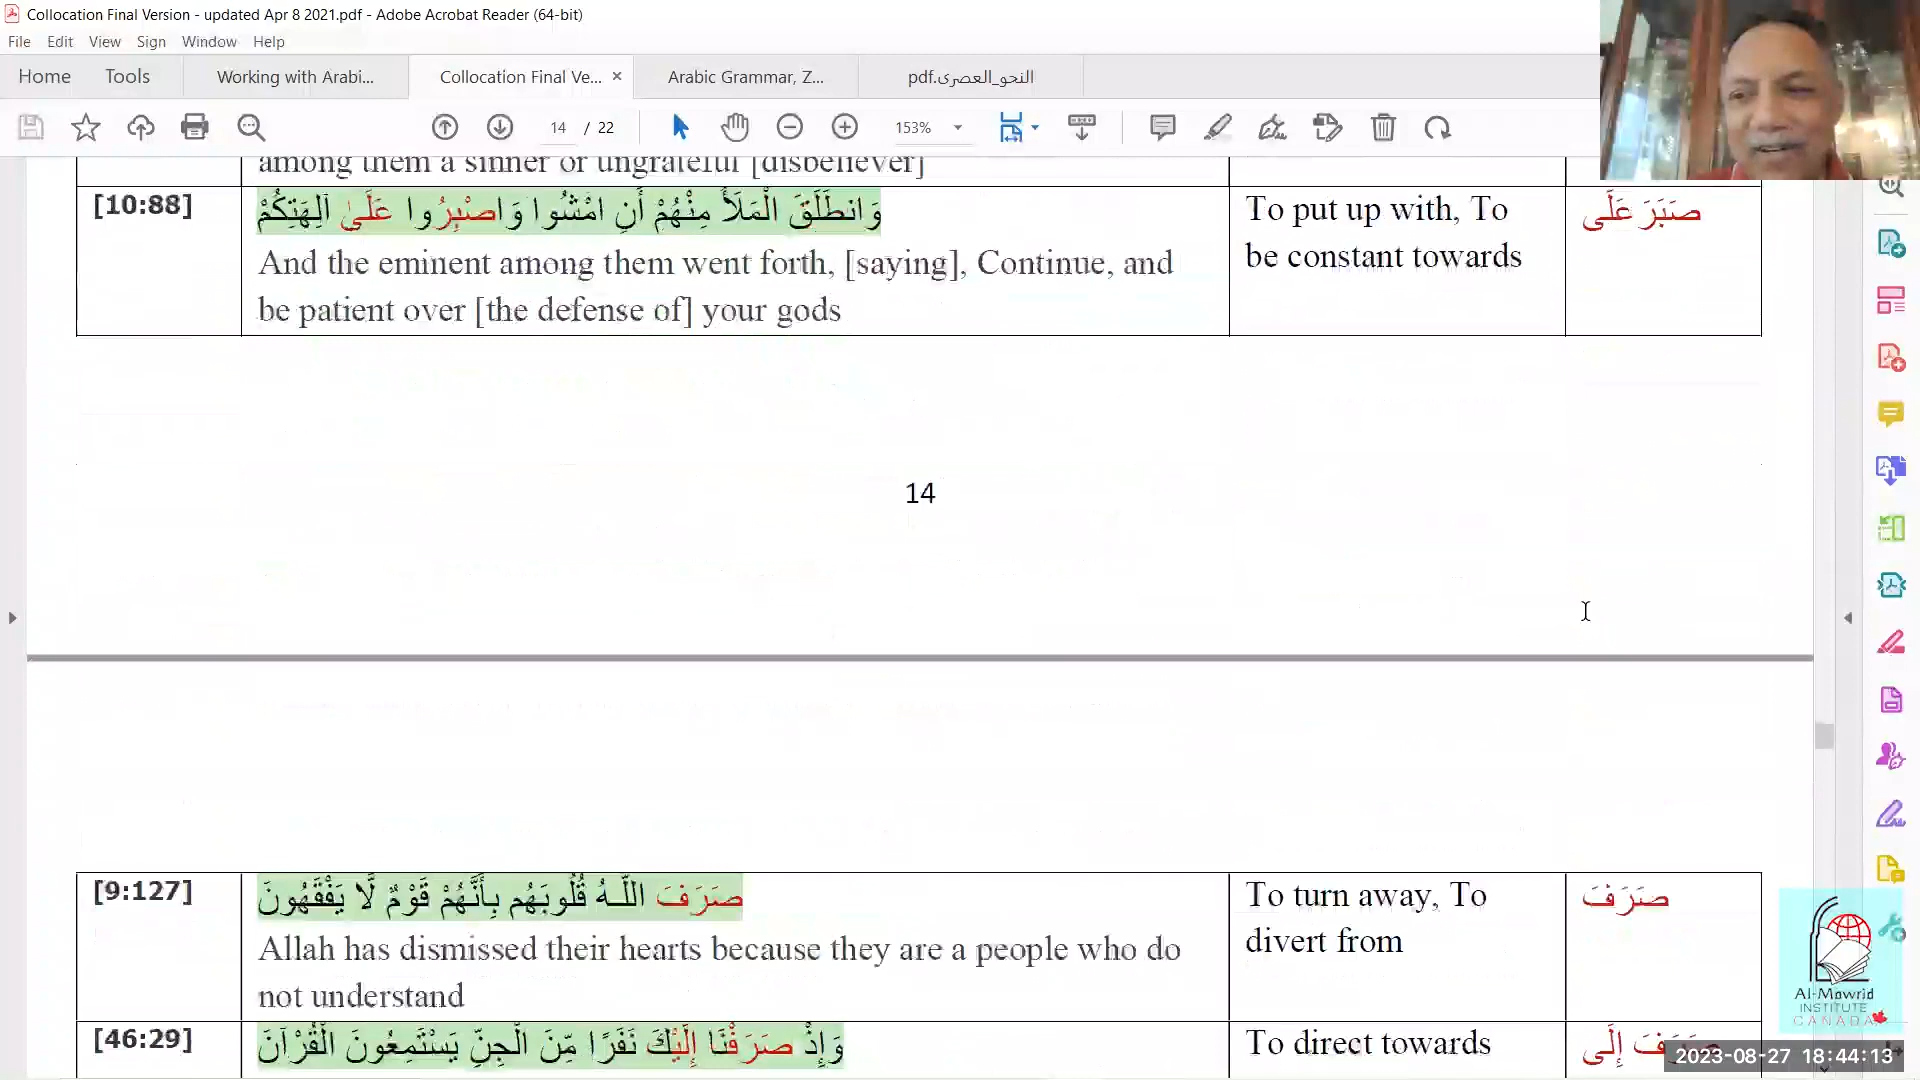 Collocation Final Version - updated Apr 8 2021.pdf - Adobe Acrobat Reader (64-bit)
File Edit View Sign Window Help
Home Tools Working with Arabi... Collocation Final Ve... × Arabic Grammar, Z... النحو_العصرى.pdf
14 / 22 153%
among them a sinner or ungrateful [disbeliever]
[10:88] وَانطَلَقَ الْمَلَأُ مِنْهُمْ أَنِ امْشُوا وَاصْبِرُوا عَلَىٰ آلِهَتِكُمْ To put up with, To صَبَرَ عَلَى
And the eminent among them went forth, [saying], Continue, and be constant towards
be patient over [the defense of] your gods
14
[9:127] صَرَفَ اللَّهُ قُلُوبَهُم بِأَنَّهُمْ قَوْمٌ لَّا يَفْقَهُونَ To turn away, To صَرَفَ
Allah has dismissed their hearts because they are a people who do divert from
not understand
[46:29] وَإِذْ صَرَفْنَا إِلَيْكَ نَفَرًا مِّنَ الْجِنِّ يَسْتَمِعُونَ الْقُرْآنَ To direct towards صَرَفَ إِلَى
Al-Mawrid
INSTITUTE
CANADA
2023-08-27 18:44:13